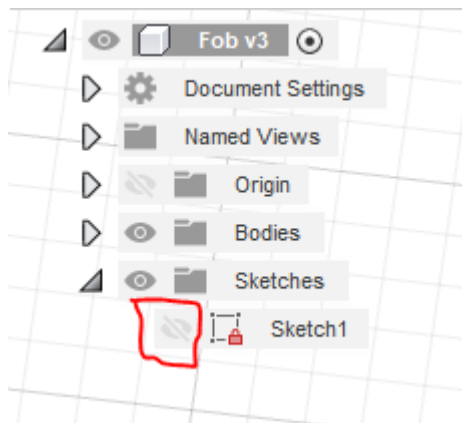 Fob v3
Document Settings
Named Views
Origin
Bodies
Sketches
Sketch1